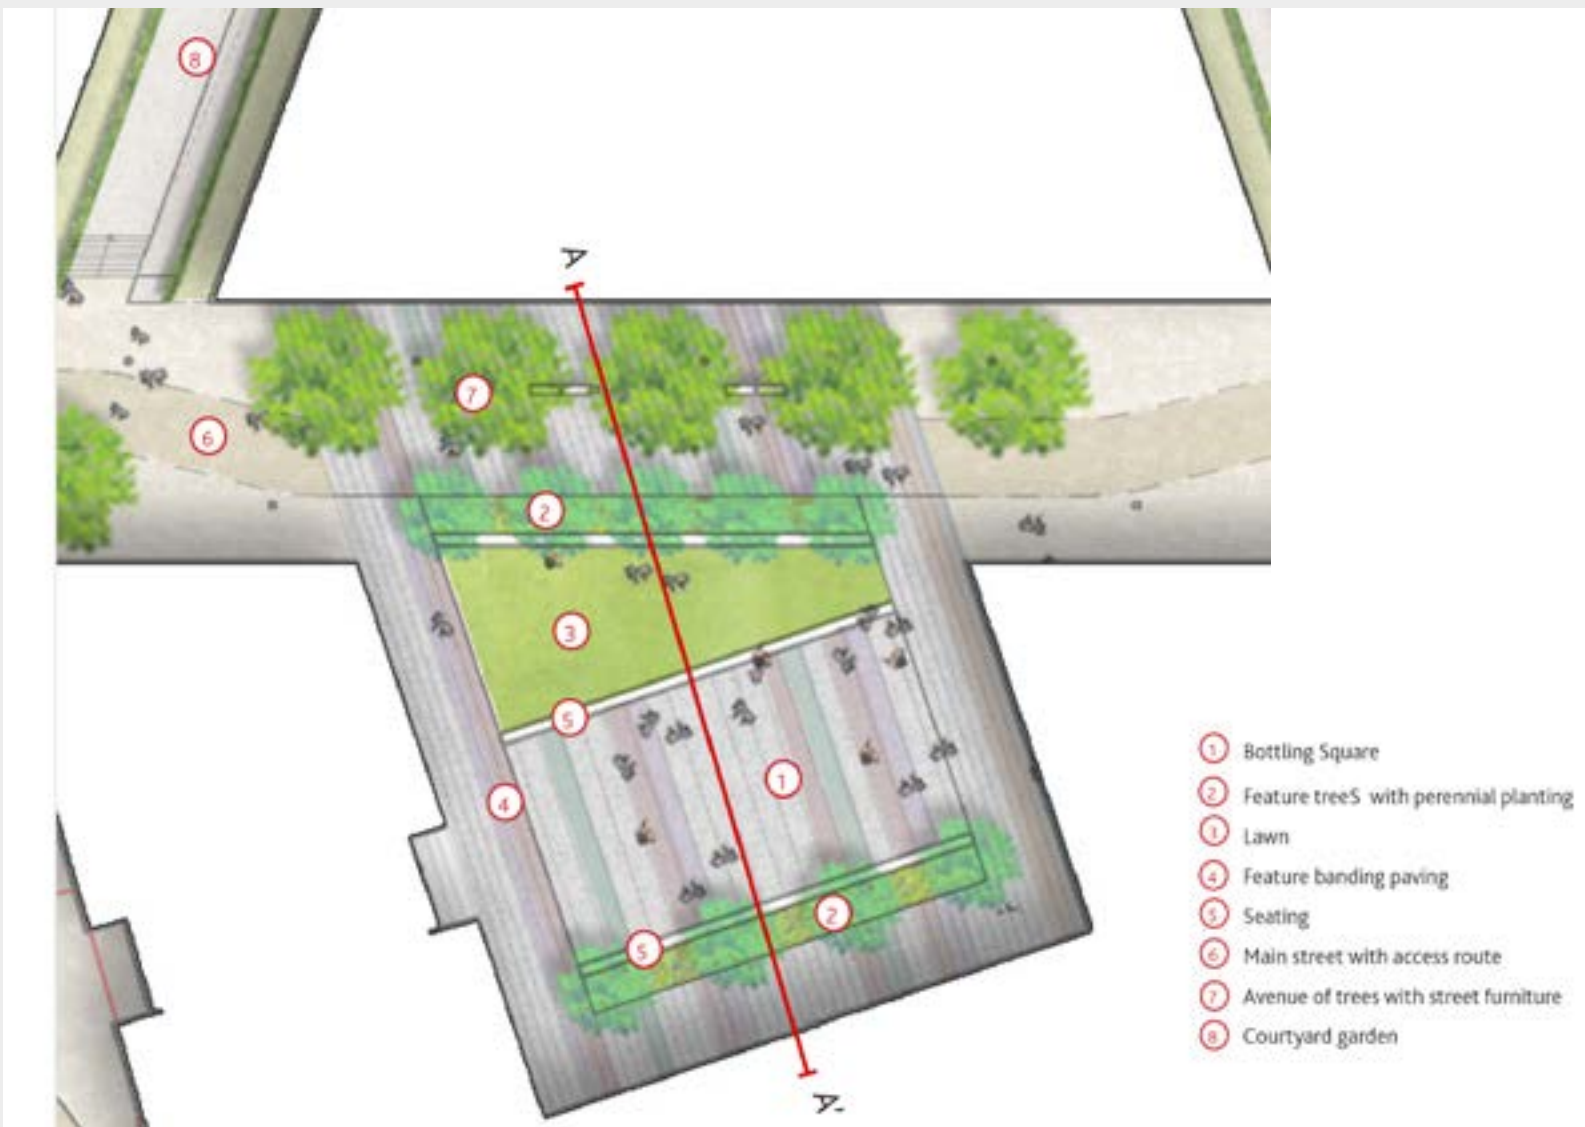 8
A
7
6
2
3
5
4
1
2
5
A'
1 Bottling Square
2 Feature treeS with perennial planting
3 Lawn
4 Feature banding paving
5 Seating
6 Main street with access route
7 Avenue of trees with street furniture
8 Courtyard garden